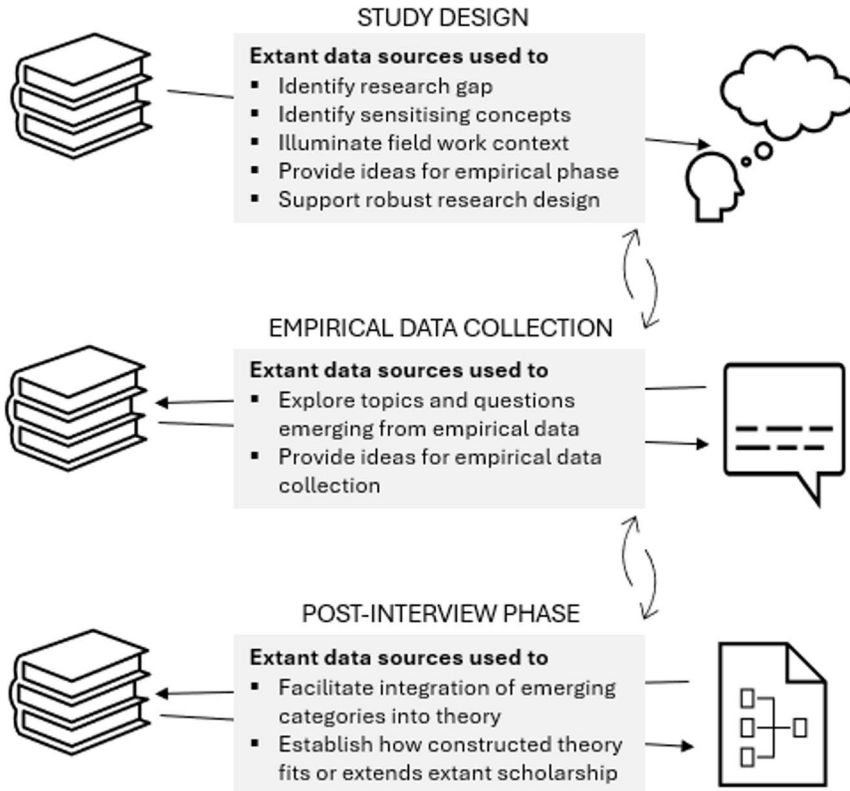 STUDY DESIGN
Extant data sources used to
▪ Identify research gap
▪ Identify sensitising concepts
▪ Illuminate field work context
▪ Provide ideas for empirical phase
▪ Support robust research design
EMPIRICAL DATA COLLECTION
Extant data sources used to
▪ Explore topics and questions
emerging from empirical data
▪ Provide ideas for empirical data
collection
POST-INTERVIEW PHASE
Extant data sources used to
▪ Facilitate integration of emerging
categories into theory
▪ Establish how constructed theory
fits or extends extant scholarship